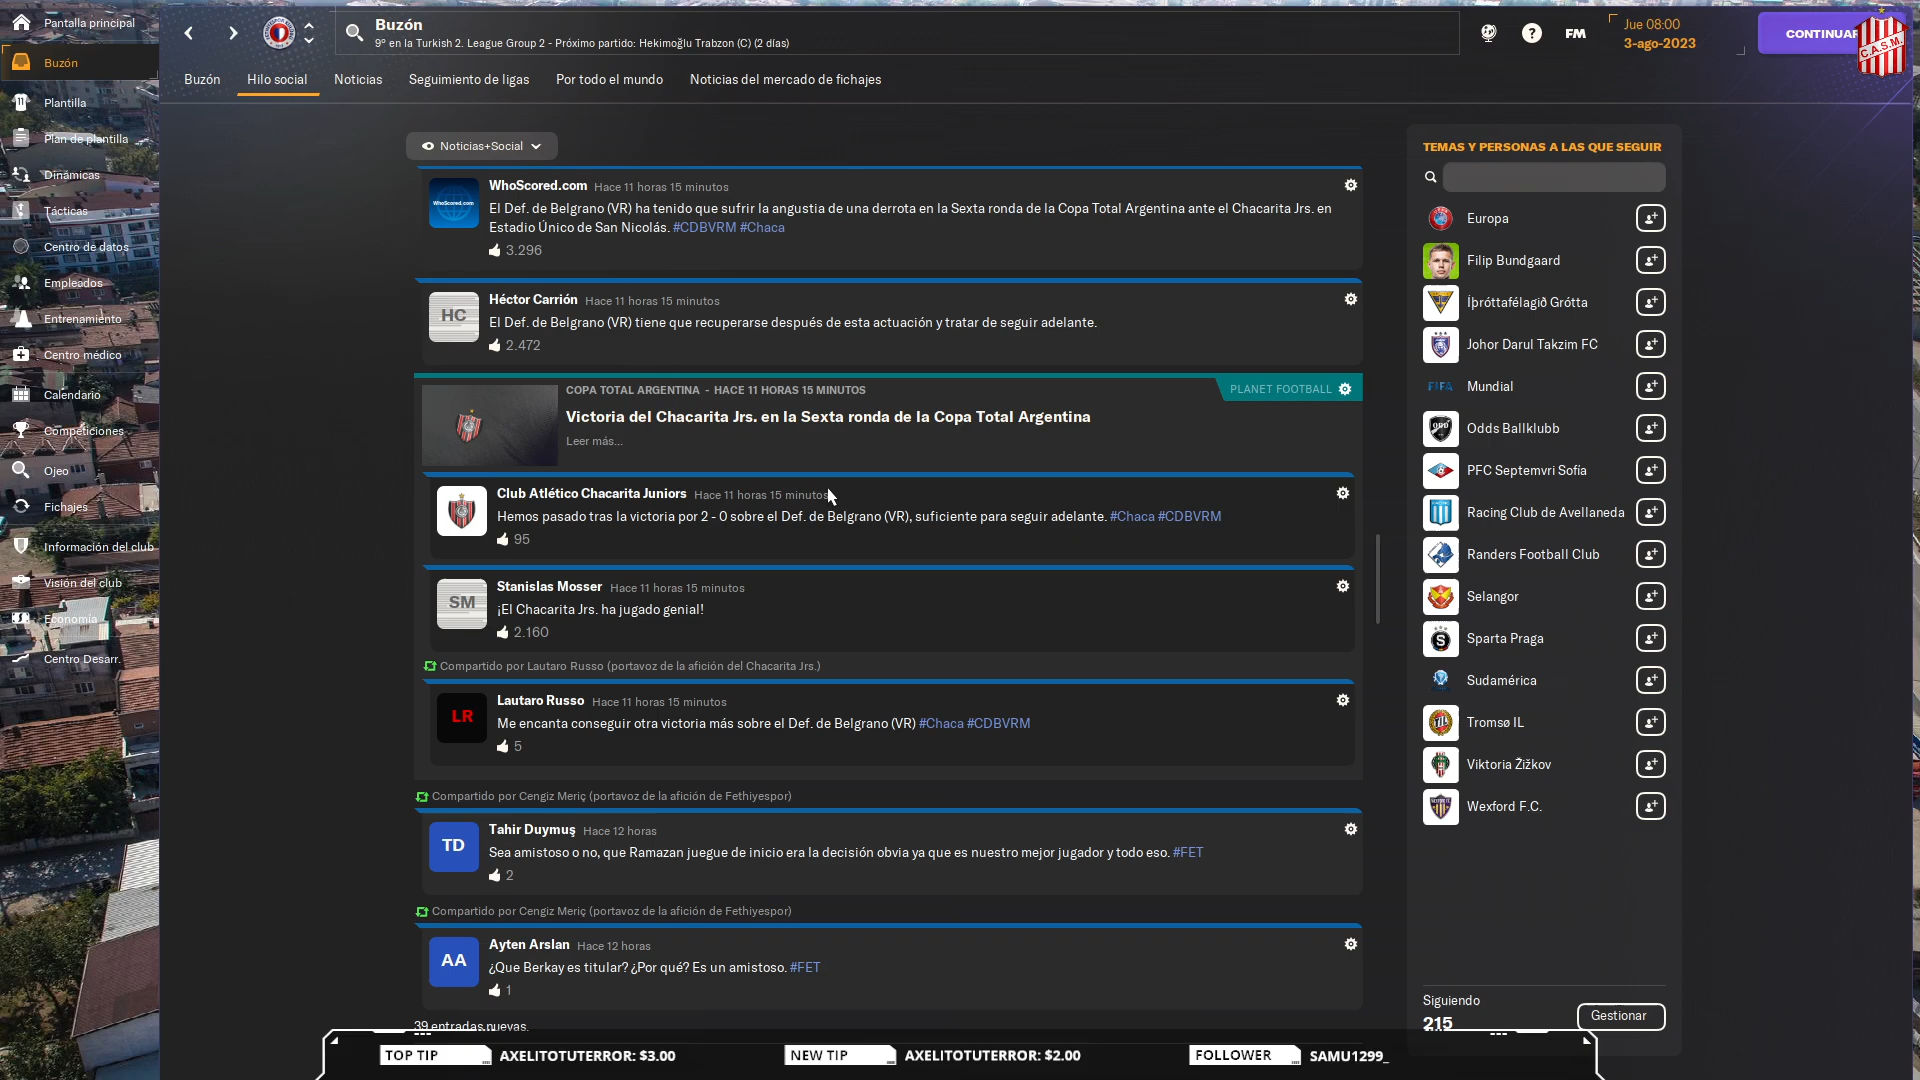 Pantalla principal
Buzón
Plantilla
Plan de plantilla
Dinámicas
Tácticas
Centro de datos
Empleados
Entrenamiento
Centro médico
Calendario
Competiciones
Ojeo
Fichajes
Información del club
Visión del club
Economía
Centro Desarr.
Buzón
9º en la Turkish 2. League Group 2 - Próximo partido: Hekimoğlu Trabzon (C) (2 días)
FM
Jue 08:00
3-ago-2023
CONTINUAR
C.A.S.M.
Buzón
Hilo social
Noticias
Seguimiento de ligas
Por todo el mundo
Noticias del mercado de fichajes
Noticias+Social
WhoScored.com
WhoScored.com Hace 11 horas 15 minutos
El Def. de Belgrano (VR) ha tenido que sufrir la angustia de una derrota en la Sexta ronda de la Copa Total Argentina ante el Chacarita Jrs. en
Estadio Único de San Nicolás. #CDBVRM #Chaca
3.296
HC
Héctor Carrión Hace 11 horas 15 minutos
El Def. de Belgrano (VR) tiene que recuperarse después de esta actuación y tratar de seguir adelante.
2.472
COPA TOTAL ARGENTINA - HACE 11 HORAS 15 MINUTOS
PLANET FOOTBALL
Victoria del Chacarita Jrs. en la Sexta ronda de la Copa Total Argentina
Leer más...
Club Atlético Chacarita Juniors Hace 11 horas 15 minutos
Hemos pasado tras la victoria por 2 - 0 sobre el Def. de Belgrano (VR), suficiente para seguir adelante. #Chaca #CDBVRM
95
SM
Stanislas Mosser Hace 11 horas 15 minutos
¡El Chacarita Jrs. ha jugado genial!
2.160
Compartido por Lautaro Russo (portavoz de la afición del Chacarita Jrs.)
LR
Lautaro Russo Hace 11 horas 15 minutos
Me encanta conseguir otra victoria más sobre el Def. de Belgrano (VR) #Chaca #CDBVRM
5
Compartido por Cengiz Meriç (portavoz de la afición de Fethiyespor)
TD
Tahir Duymuş Hace 12 horas
Sea amistoso o no, que Ramazan juegue de inicio era la decisión obvia ya que es nuestro mejor jugador y todo eso. #FET
2
Compartido por Cengiz Meriç (portavoz de la afición de Fethiyespor)
AA
Ayten Arslan Hace 12 horas
¿Que Berkay es titular? ¿Por qué? Es un amistoso. #FET
1
39 entradas nuevas.
TEMAS Y PERSONAS A LAS QUE SEGUIR
Europa
Filip Bundgaard
Íþróttafélagið Grótta
Johor Darul Takzim FC
FIFA
Mundial
ODD
Odds Ballklubb
PFC Septemvri Sofía
Racing Club de Avellaneda
Randers Football Club
Selangor
Sparta Praga
Sudamérica
Tromsø IL
Viktoria Žižkov
Wexford F.C.
Siguiendo
215
Gestionar
TOP TIP
AXELITOTUTERROR: $3.00
NEW TIP
AXELITOTUTERROR: $2.00
FOLLOWER
SAMU1299_